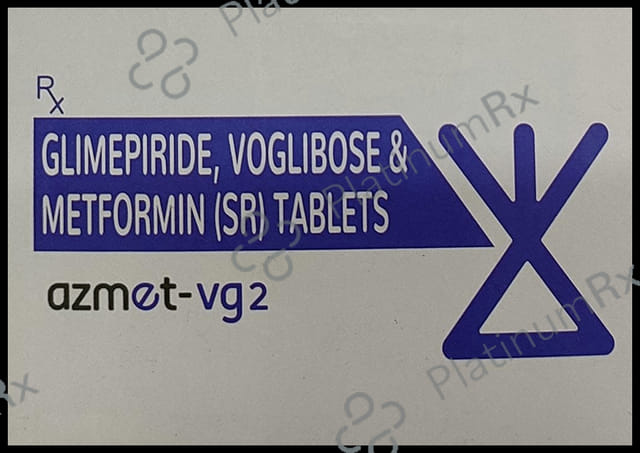 Rx
GLIMEPIRIDE, VOGLIBOSE &
METFORMIN (SR) TABLETS
azmet-vg2
PlatinumRx
PlatinumRx